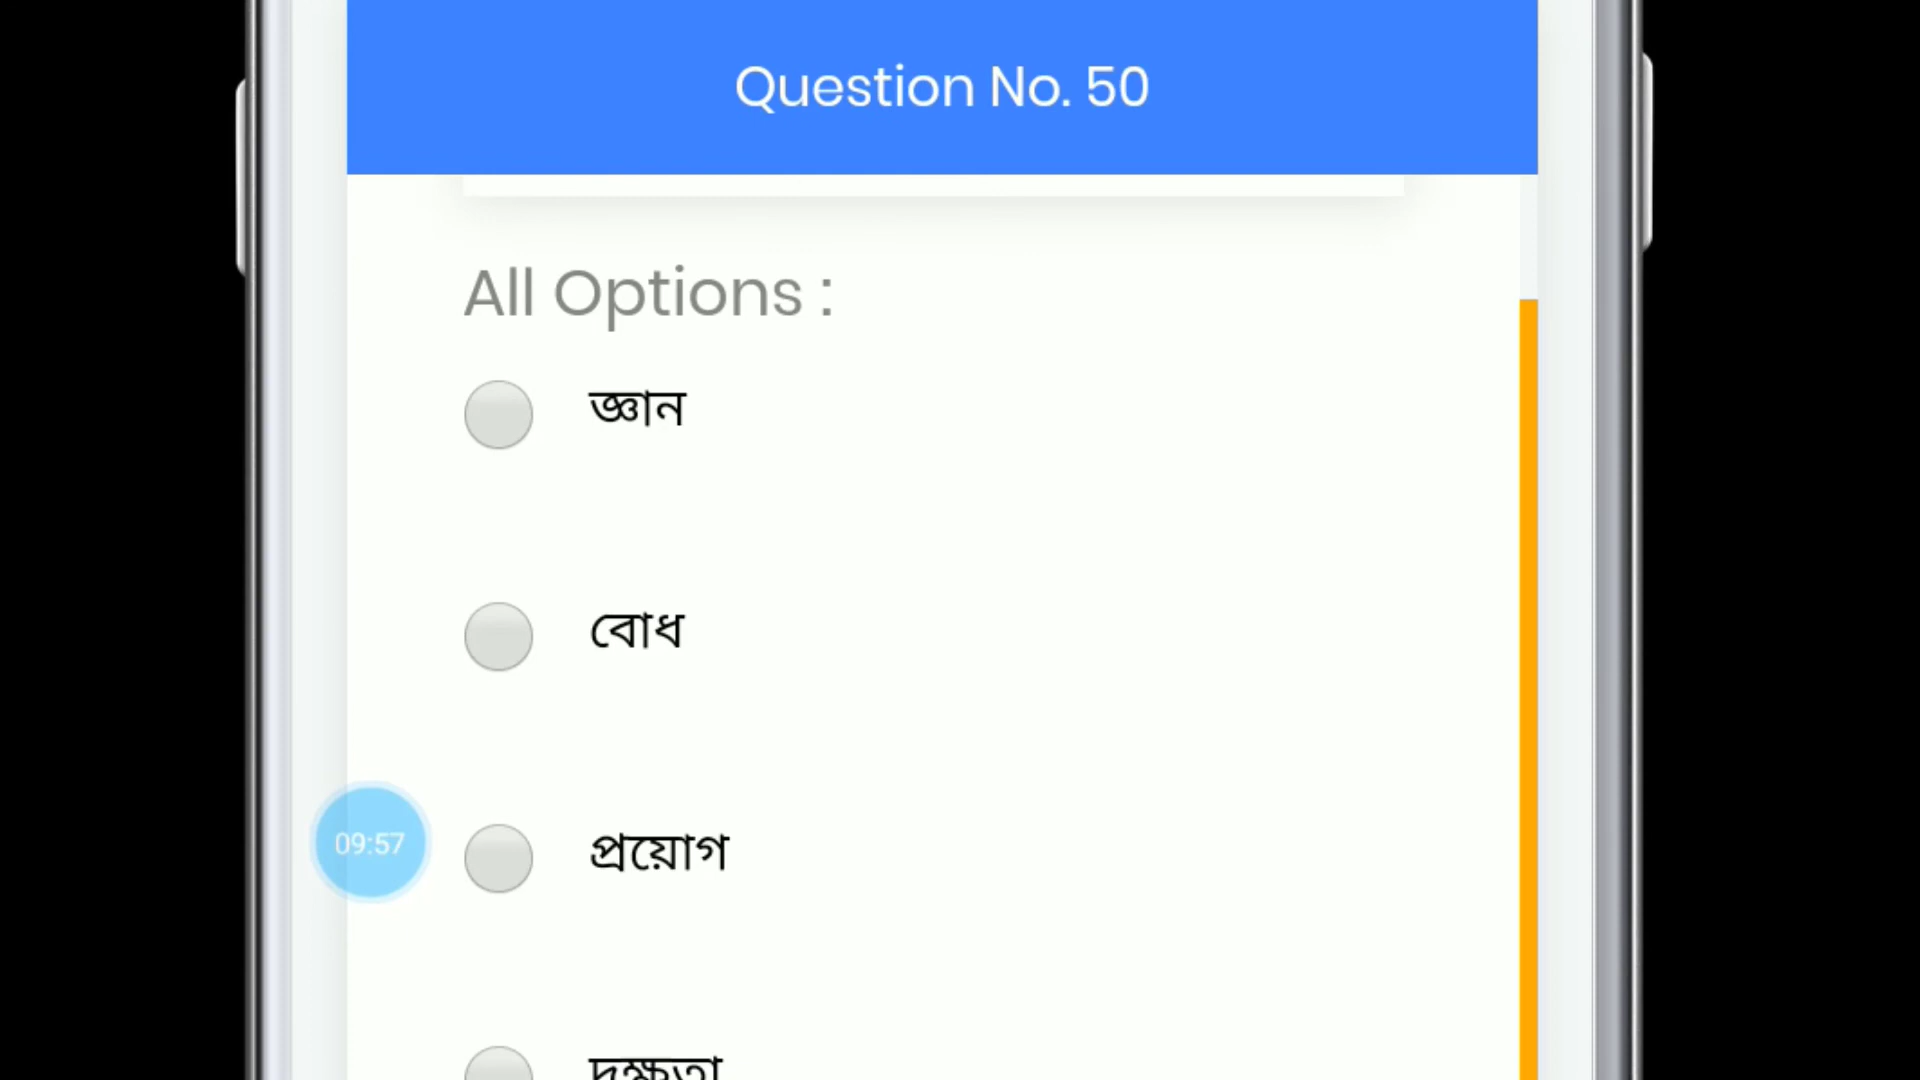 Question No. 50
All Options :
জ্ঞান
বোধ
09:57
প্রয়োগ
দক্ষতা